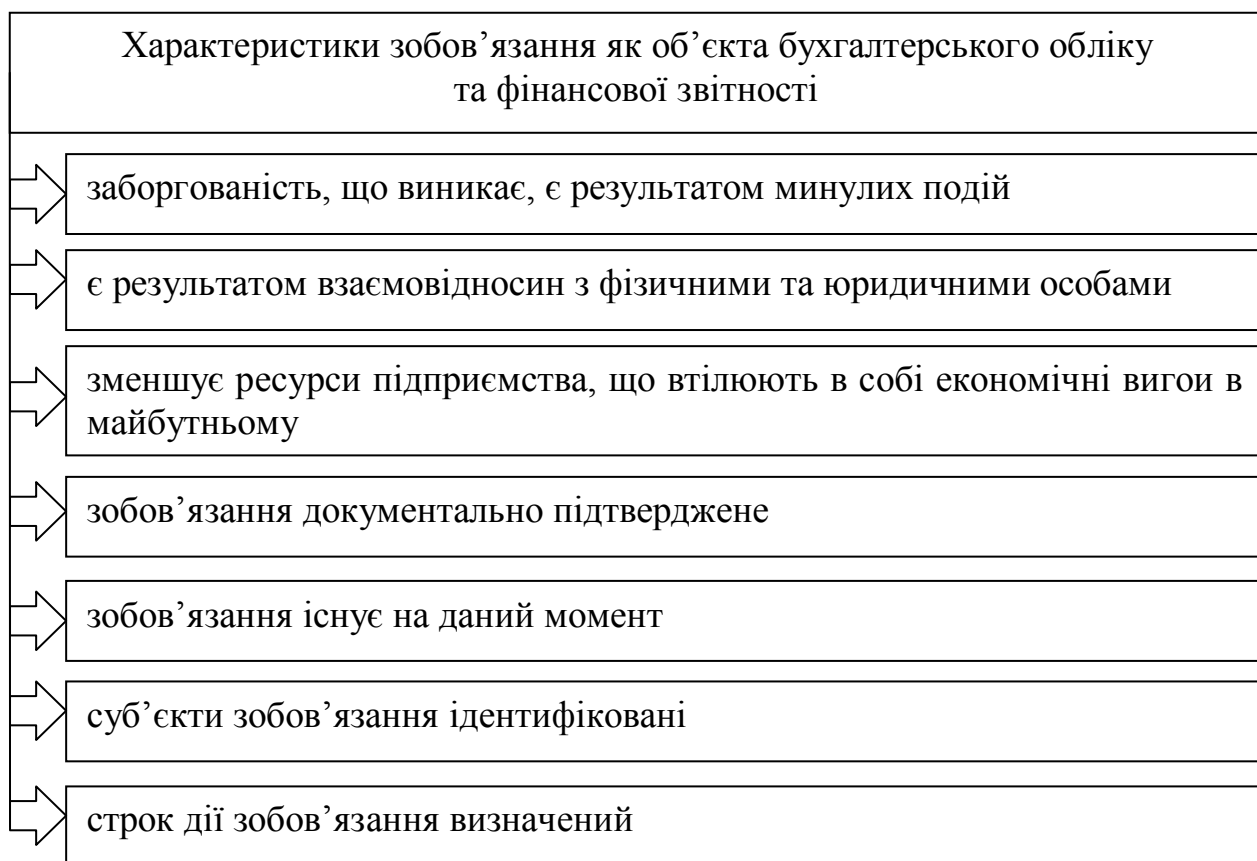 Характеристики зобов’язання як об’єкта бухгалтерського обліку
та фінансової звітності
заборгованість, що виникає, є результатом минулих подій
є результатом взаємовідносин з фізичними та юридичними особами
зменшує ресурси підприємства, що втілюють в собі економічні вигои в
майбутньому
зобов’язання документально підтверджене
зобов’язання існує на даний момент
суб’єкти зобов’язання ідентифіковані
строк дії зобов’язання визначений